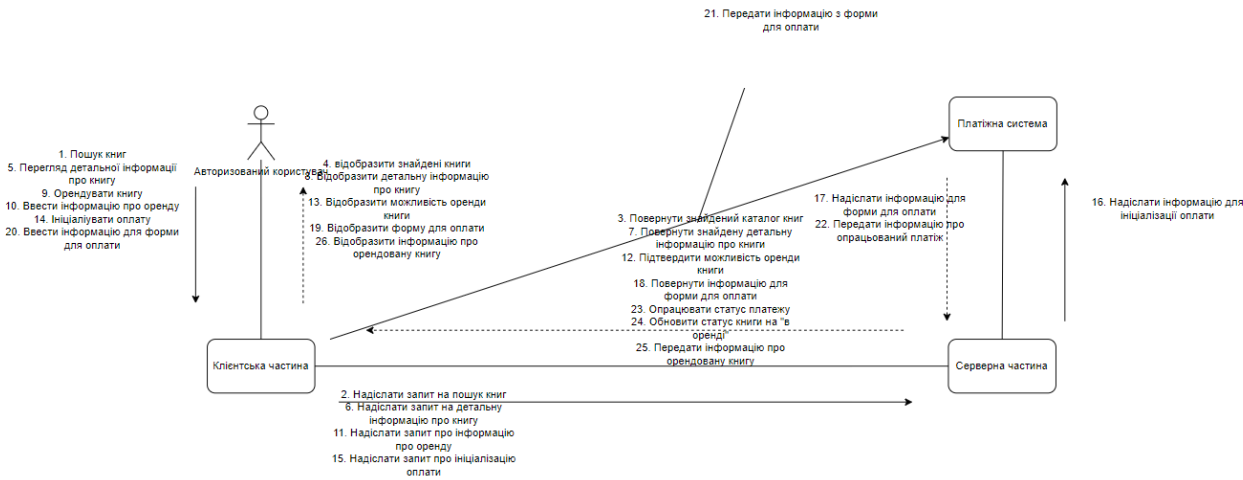 21. Передати інформацію з форми
для оплати
Платіжна система
1. Пошук книг
5. Перегляд детальної інформації
про книгу
9. Орендувати книгу
10. Ввести інформацію про оренду
14. Ініціалувати оплату
20. Ввести інформацію для форми
для оплати
Авторизований користувач
4. відобразити знайдені книги
8. Відобразити детальну інформацію
про книгу
13. Відобразити можливість оренди
книги
19. Відобразити форму для оплати
26. Відобразити інформацію про
орендовану книгу
3. Повернути знайдений каталог книг
7. Повернути знайдену детальну
інформацію про книги
12. Підтвердити можливість оренди
книги
18. Повернути інформацію для
форми для оплати
23. Опрацювати статус платежу
24. Обновити статус книги на "в
оренді"
25. Передати інформацію про
орендовану книгу
17. Надіслати інформацію для
форми для оплати
22. Передати інформацію про
опрацьований платіж
16. Надіслати інформацію для
ініціалізації оплати
Клієнтська частина
Серверна частина
2. Надіслати запит на пошук книг
6. Надіслати запит на детальну
інформацію про книгу
11. Надіслати запит про інформацію
про оренду
15. Надіслати запит про ініціалізацію
оплати